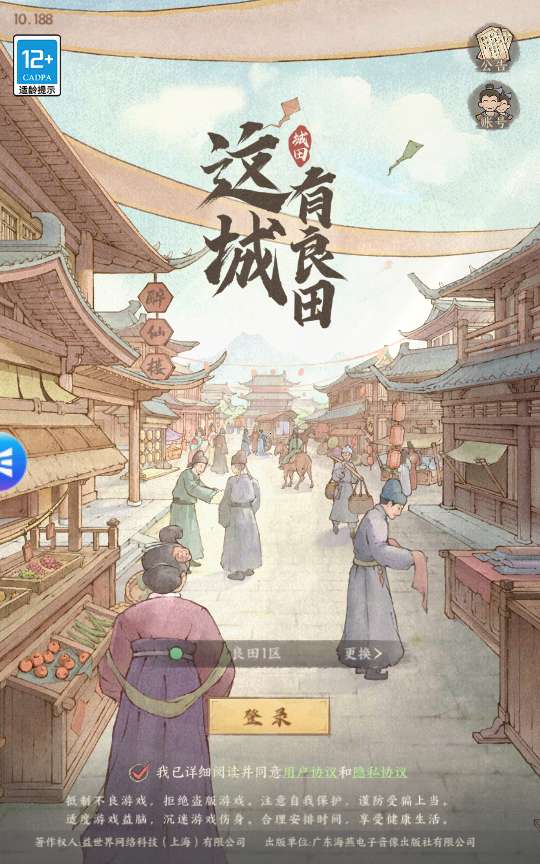 10.188
12+
CADPA
适龄提示
公告
账号
城田
这城
有良田
醉仙楼
良田1区
更换>
登录
我已详细阅读并同意用户协议和隐私协议
抵制不良游戏，拒绝盗版游戏。注意自我保护，谨防受骗上当。
适度游戏益脑，沉迷游戏伤身。合理安排时间，享受健康生活。
著作权人:益世界网络科技（上海）有限公司 出版单位:广东海燕电子音像出版社有限公司